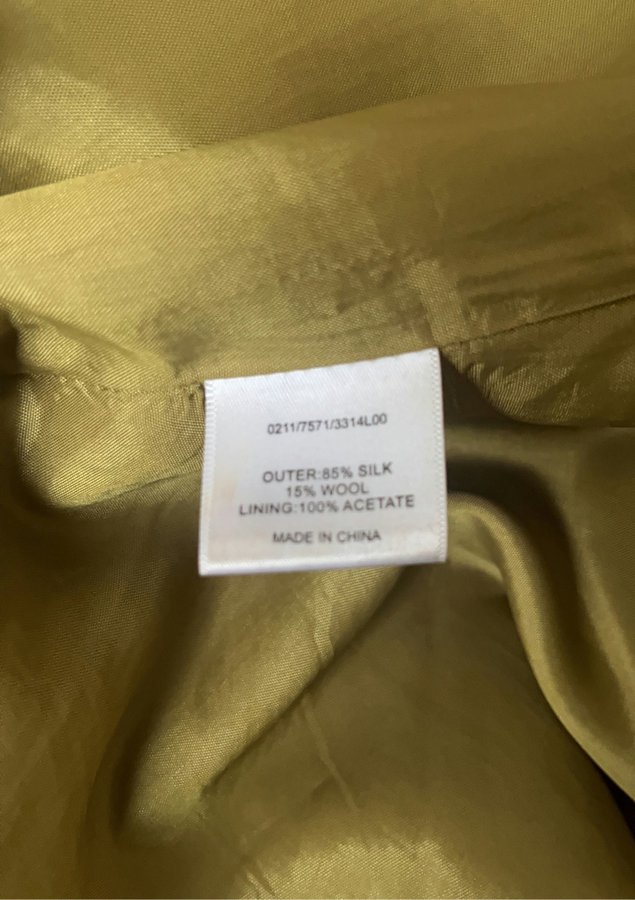 0211/7571/3314L00
OUTER:85% SILK
15% WOOL
LINING:100% ACETATE
MADE IN CHINA